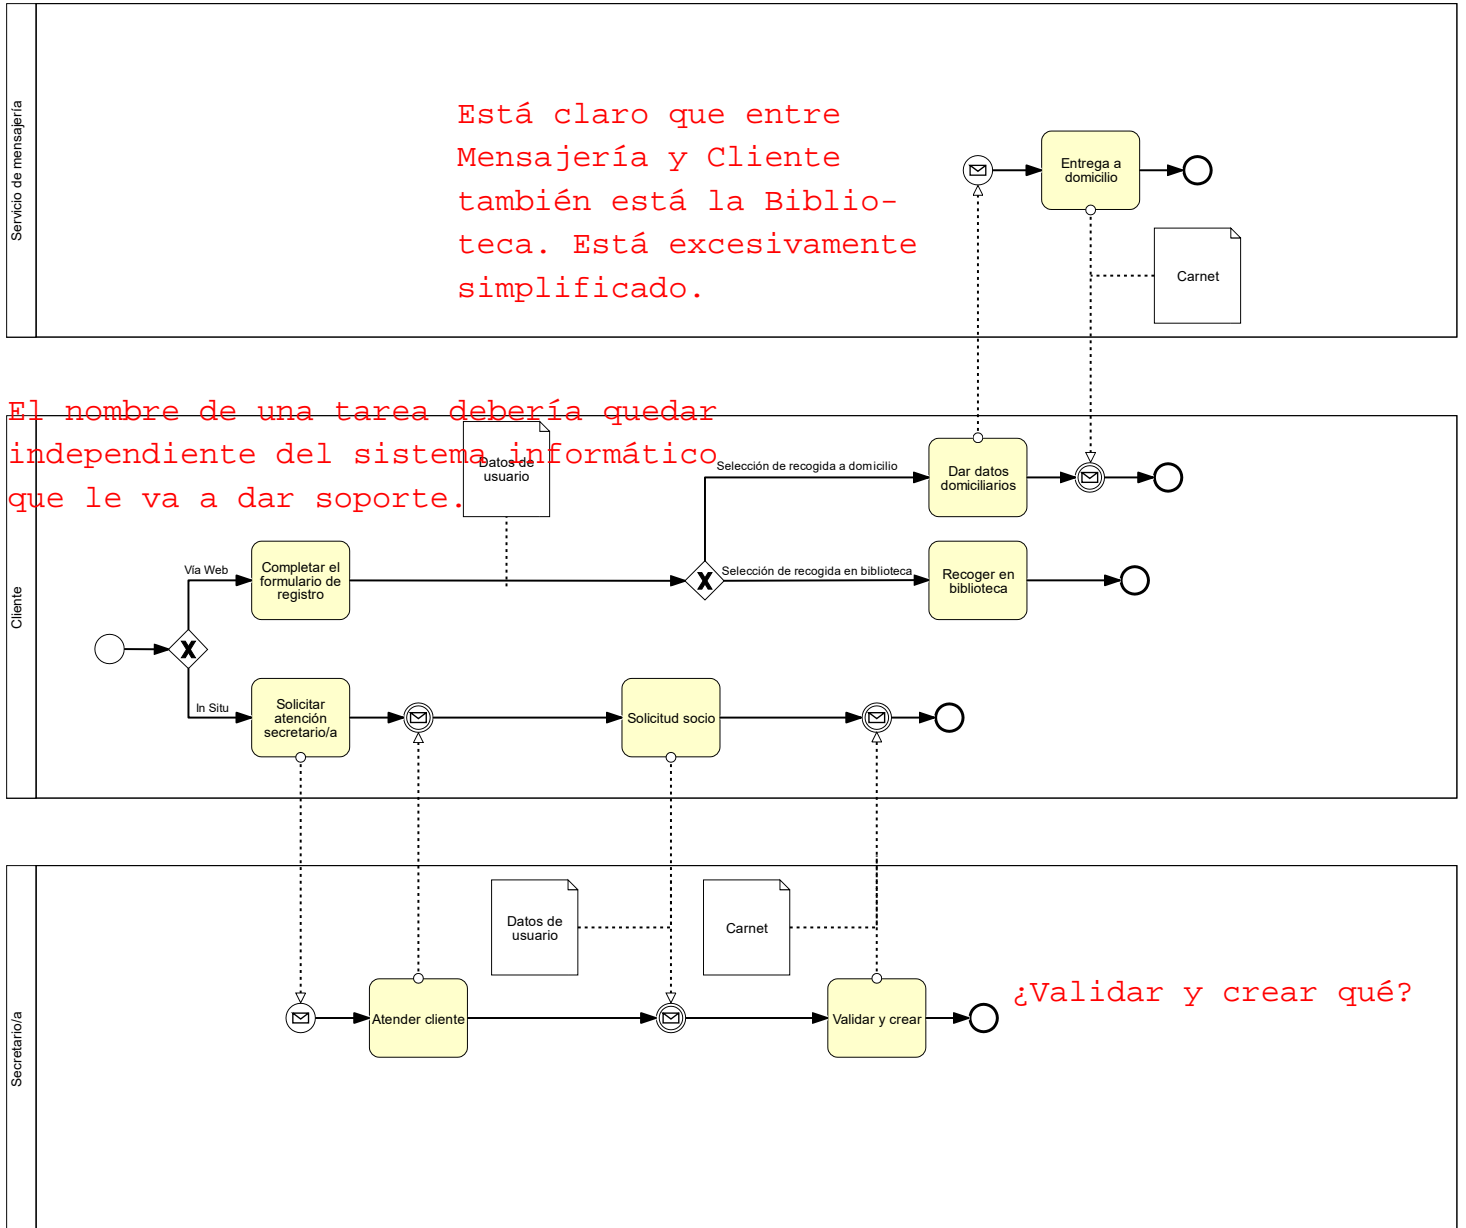 Servicio de mensajería
Está claro que entre
Mensajería y Cliente
también está la Biblio-
teca. Está excesivamente
simplificado.
Entrega a
domicilio
Carnet
El nombre de una tarea debería quedar
independiente del sistema informático
que le va a dar soporte.
Cliente
Datos de
usuario
Selección de recogida a domicilio
Dar datos
domiciliarios
Vía Web
Completar el
formulario de
registro
X
Selección de recogida en biblioteca
Recoger en
biblioteca
X
In Situ
Solicitar
atención
secretario/a
Solicitud socio
Secretario/a
Datos de
usuario
Carnet
Atender cliente
Validar y crear
¿Validar y crear qué?